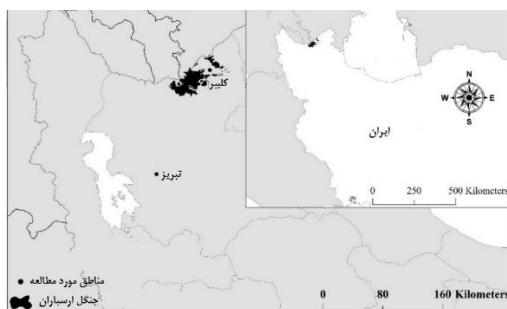 کلیبر
تبریز
ایران
N
W E
S
0 250 500 Kilometers
مناطق مورد مطالعه
جنگل ارسباران
0 80 160 Kilometers